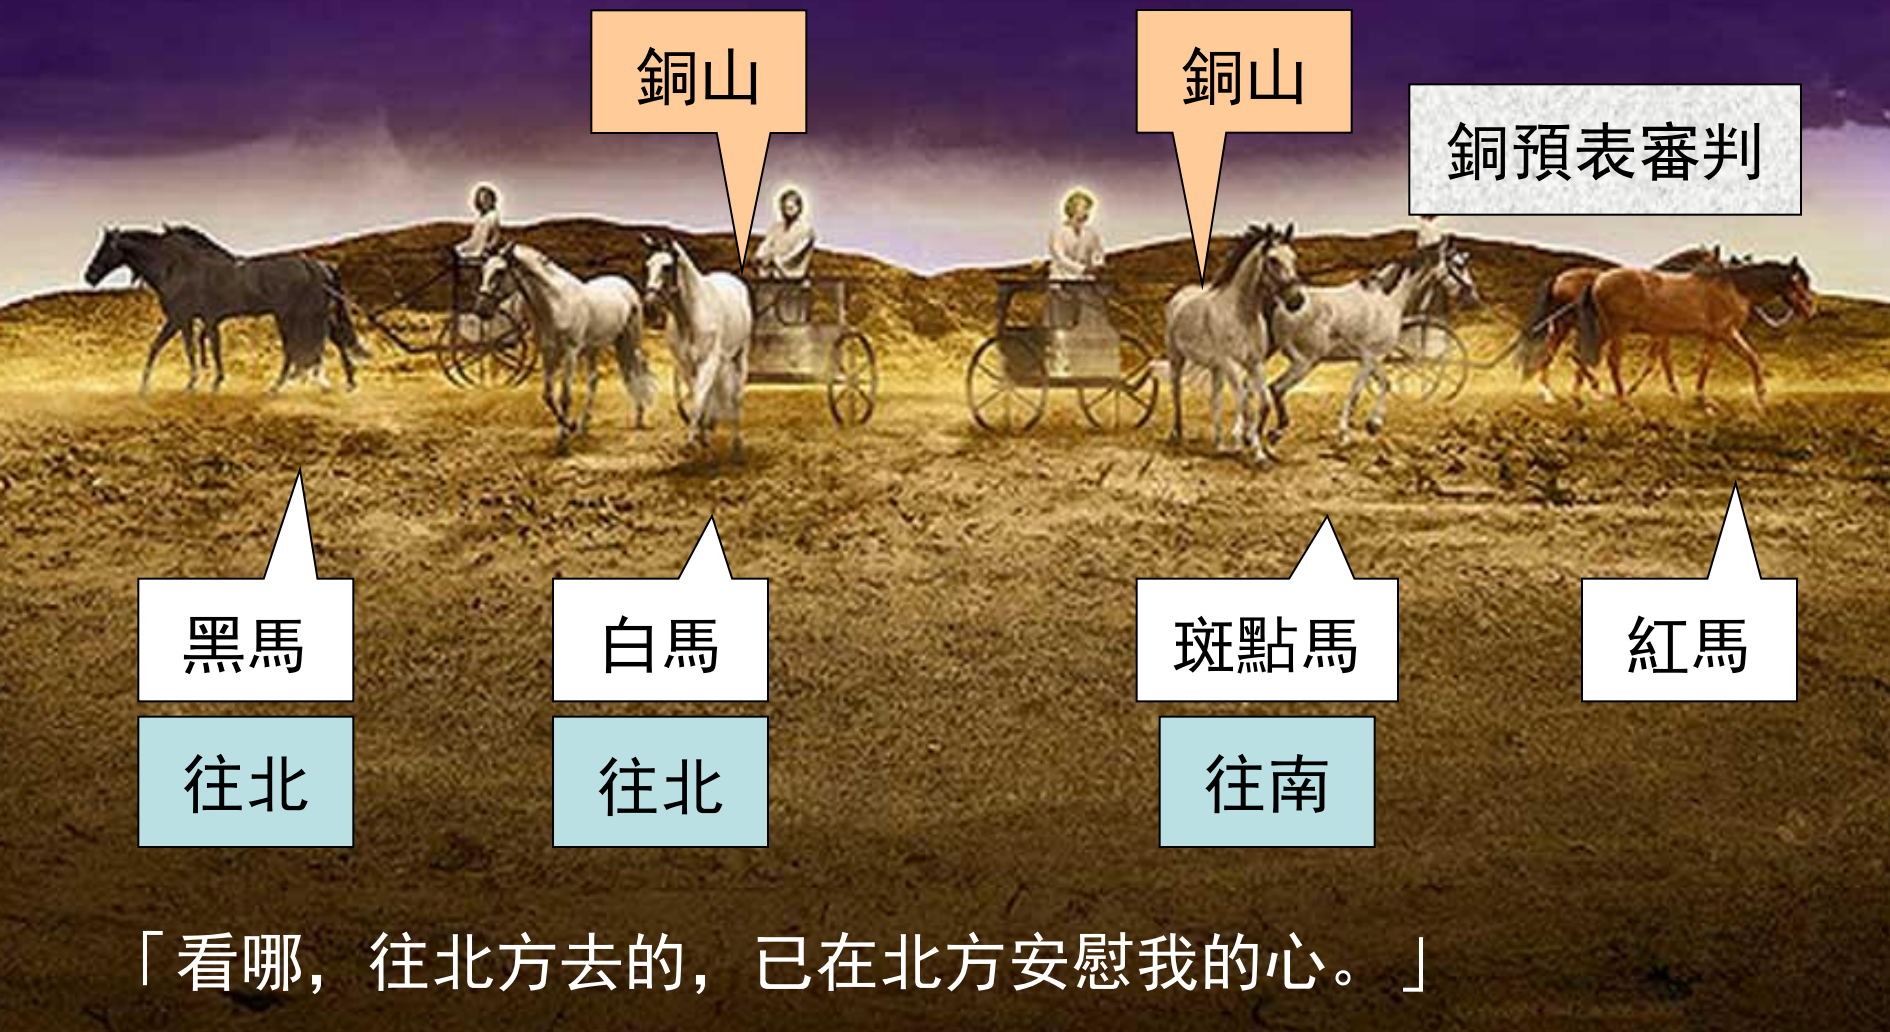 銅山
銅山
銅預表審判
黑馬
白馬
斑點馬
紅馬
往北
往北
往南
「看哪，往北方去的，已在北方安慰我的心。」